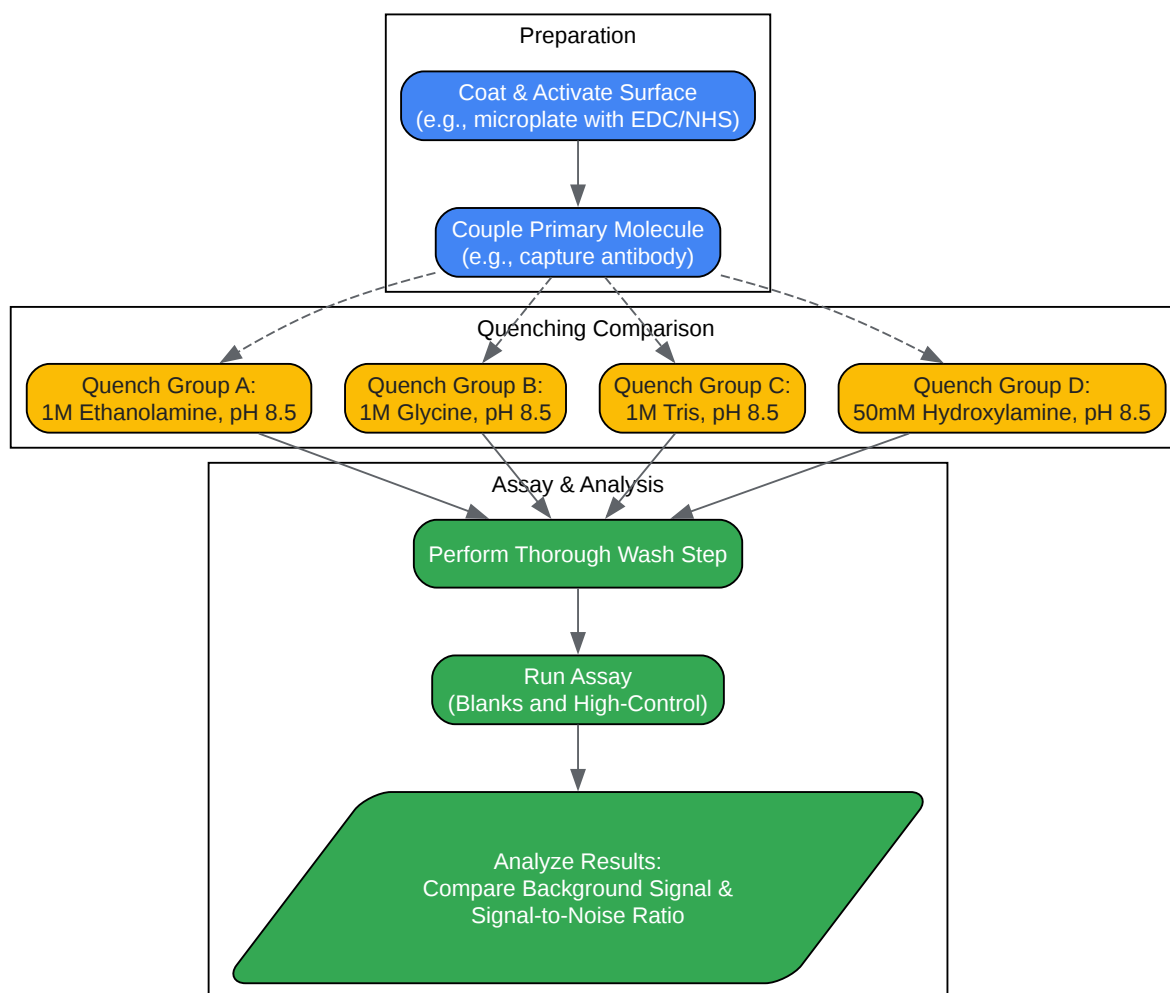 Preparation
Coat & Activate Surface
(e.g., microplate with EDC/NHS)
Couple Primary Molecule
(e.g., capture antibody)
Quenching Comparison
Quench Group A:
1M Ethanolamine, pH 8.5
Quench Group B:
1M Glycine, pH 8.5
Quench Group C:
1M Tris, pH 8.5
Quench Group D:
50mM Hydroxylamine, pH 8.5
Assay & Analysis
Perform Thorough Wash Step
Run Assay
(Blanks and High-Control)
Analyze Results:
Compare Background Signal &
Signal-to-Noise Ratio